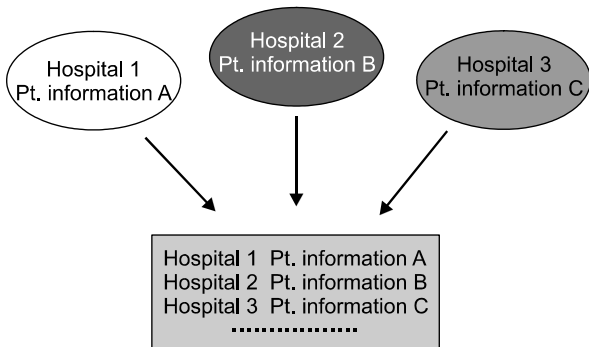 Hospital 1
Pt. information A
Hospital 2
Pt. information B
Hospital 3
Pt. information C
Hospital 1 Pt. information A
Hospital 2 Pt. information B
Hospital 3 Pt. information C